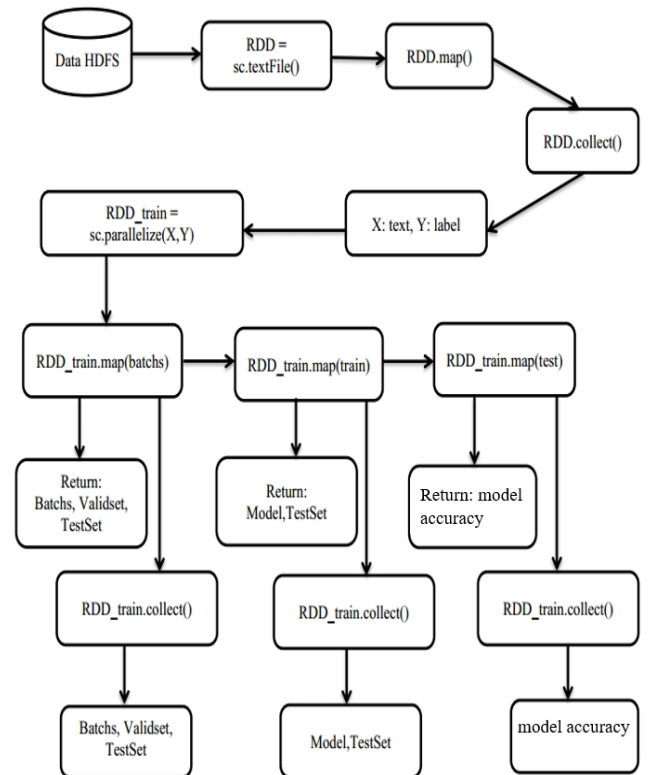 Data HDFS
RDD =
sc.textFile()
RDD.map()
RDD.collect()
X: text, Y: label
RDD_train =
sc.parallelize(X,Y)
RDD_train.map(batchs)
RDD_train.map(train)
RDD_train.map(test)
Return:
Batchs, Validset,
TestSet
Return:
Model,TestSet
Return: model
accuracy
RDD_train.collect()
RDD_train.collect()
RDD_train.collect()
Batchs, Validset,
TestSet
Model,TestSet
model accuracy